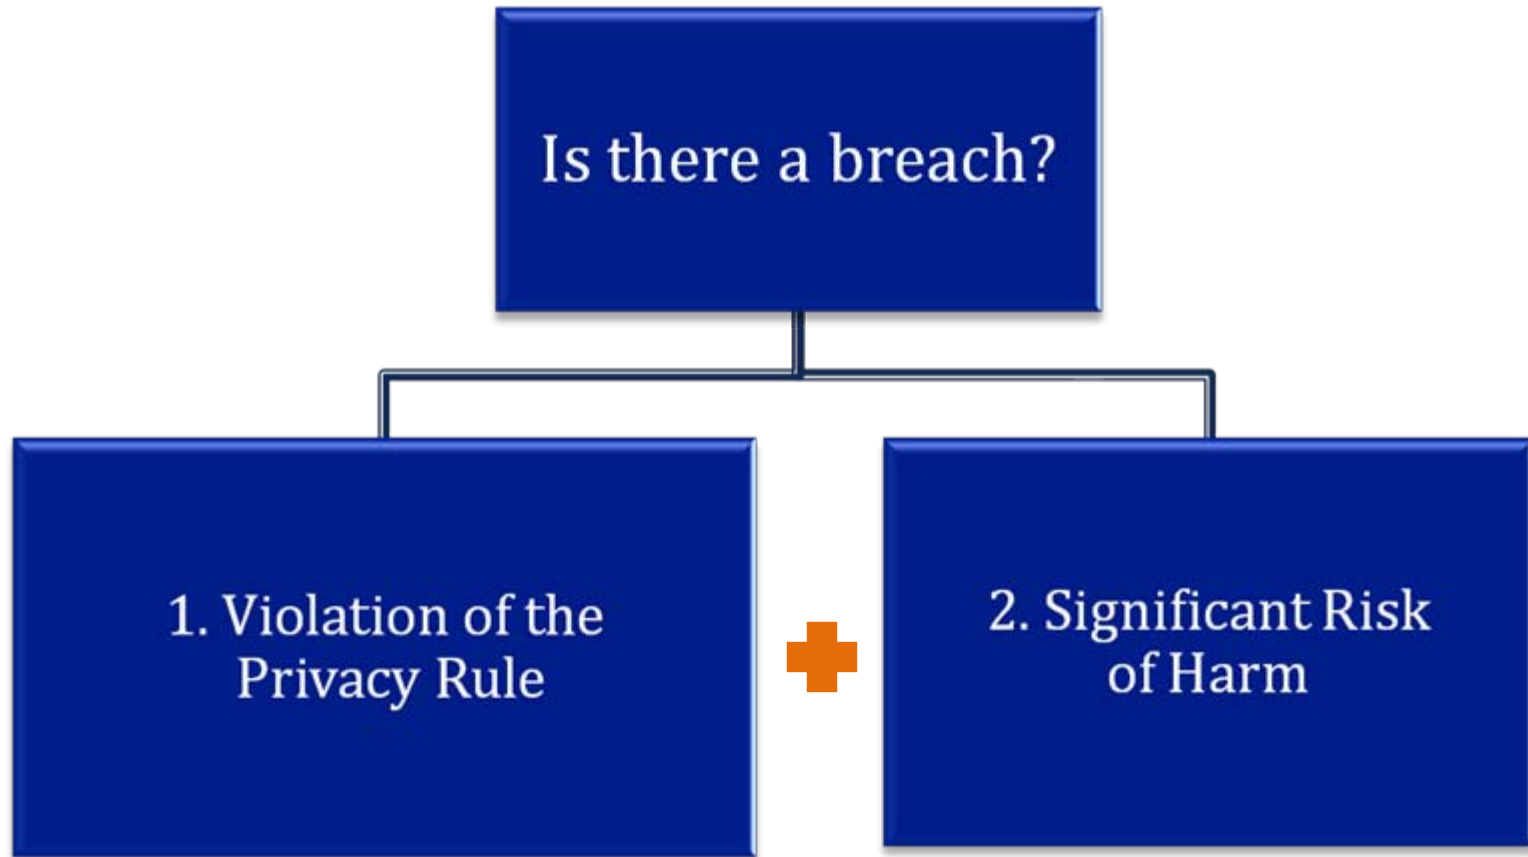 Is there a breach?
1. Violation of the
Privacy Rule
2. Significant Risk
of Harm